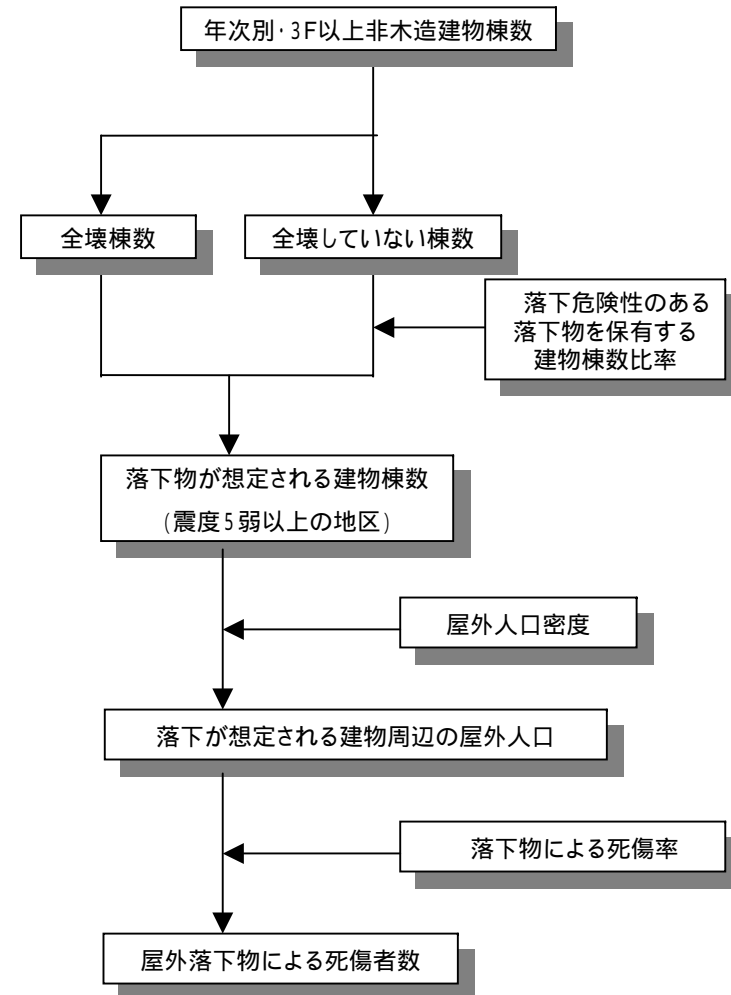 年次別・3F以上非木造建物棟数
全壊棟数
全壊していない棟数
落下危険性のある
落下物を保有する
建物棟数比率
落下物が想定される建物棟数
(震度5弱以上の地区)
屋外人口密度
落下が想定される建物周辺の屋外人口
落下物による死傷率
屋外落下物による死傷者数